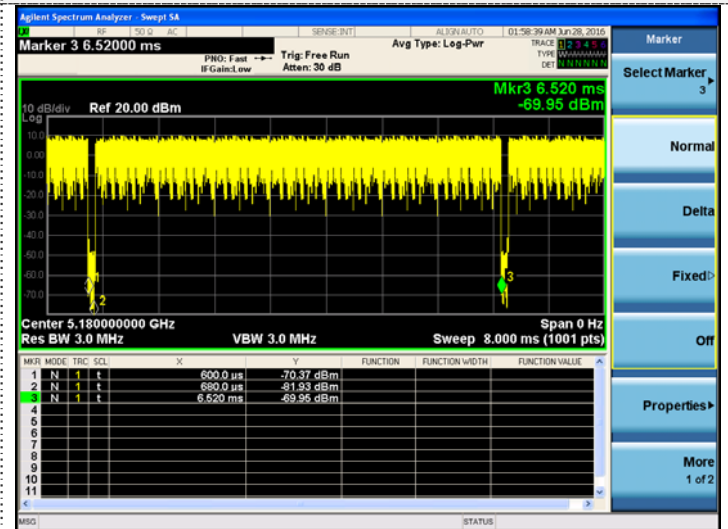 Agilent Spectrum Analyzer - Swept SA
RF 50 Ω AC SENSE:INT ALIGN AUTO 01:58:39 AM Jun 28, 2016
Marker 3 6.52000 ms
PNO: Fast Trig: Free Run Avg Type: Log-Pwr TRACE 1 2 3 4 5 6
IFGain:Low Atten: 30 dB TYPE
DET N N N N N N
Mkr3 6.520 ms
10 dB/div Ref 20.00 dBm -69.95 dBm
Log
10.0
0.00
-10.0
-20.0
-30.0
-40.0
-50.0
-60.0
-70.0
1
2
3
Center 5.180000000 GHz Span 0 Hz
Res BW 3.0 MHz VBW 3.0 MHz Sweep 8.000 ms (1001 pts)
MKR MODE TRC SCL X Y FUNCTION FUNCTION WIDTH FUNCTION VALUE
1 N 1 t 600.0 µs -70.37 dBm
2 N 1 t 680.0 µs -81.93 dBm
3 N 1 t 6.520 ms -69.95 dBm
4
5
6
7
8
9
10
11
MSG STATUS
Marker
Select Marker
3
Normal
Delta
Fixed
Off
Properties
More
1 of 2